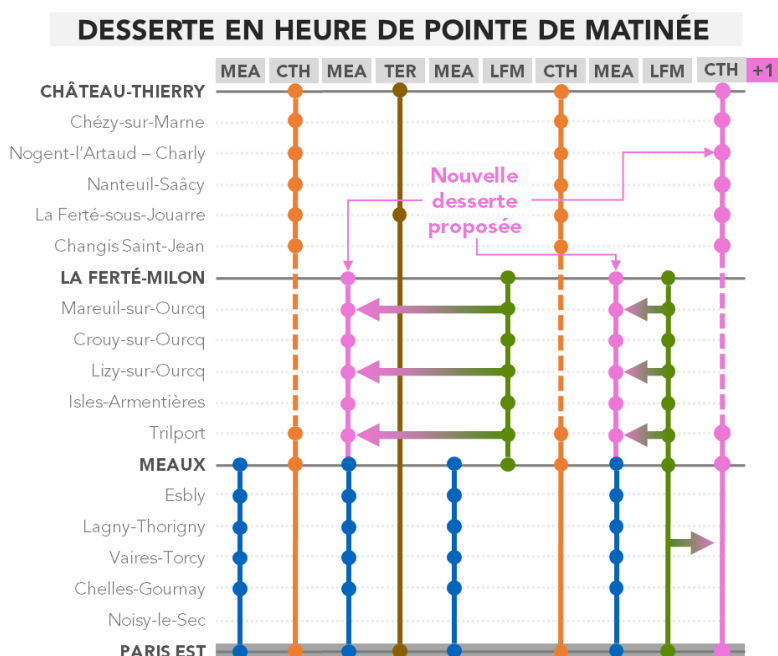 DESSERTE EN HEURE DE POINTE DE MATINÉE
MEA CTH MEA TER MEA LFM CTH MEA LFM CTH +1
CHÂTEAU-THIERRY
Chézy-sur-Marne
Nogent-l'Artaud – Charly
Nanteuil-Saâcy
La Ferté-sous-Jouarre
Changis Saint-Jean
Nouvelle
desserte
proposée
LA FERTÉ-MILON
Mareuil-sur-Ourcq
Crouy-sur-Ourcq
Lizy-sur-Ourcq
Isles-Armentières
Trilport
MEAUX
Esbly
Lagny-Thorigny
Vaires-Torcy
Chelles-Gournay
Noisy-le-Sec
PARIS EST